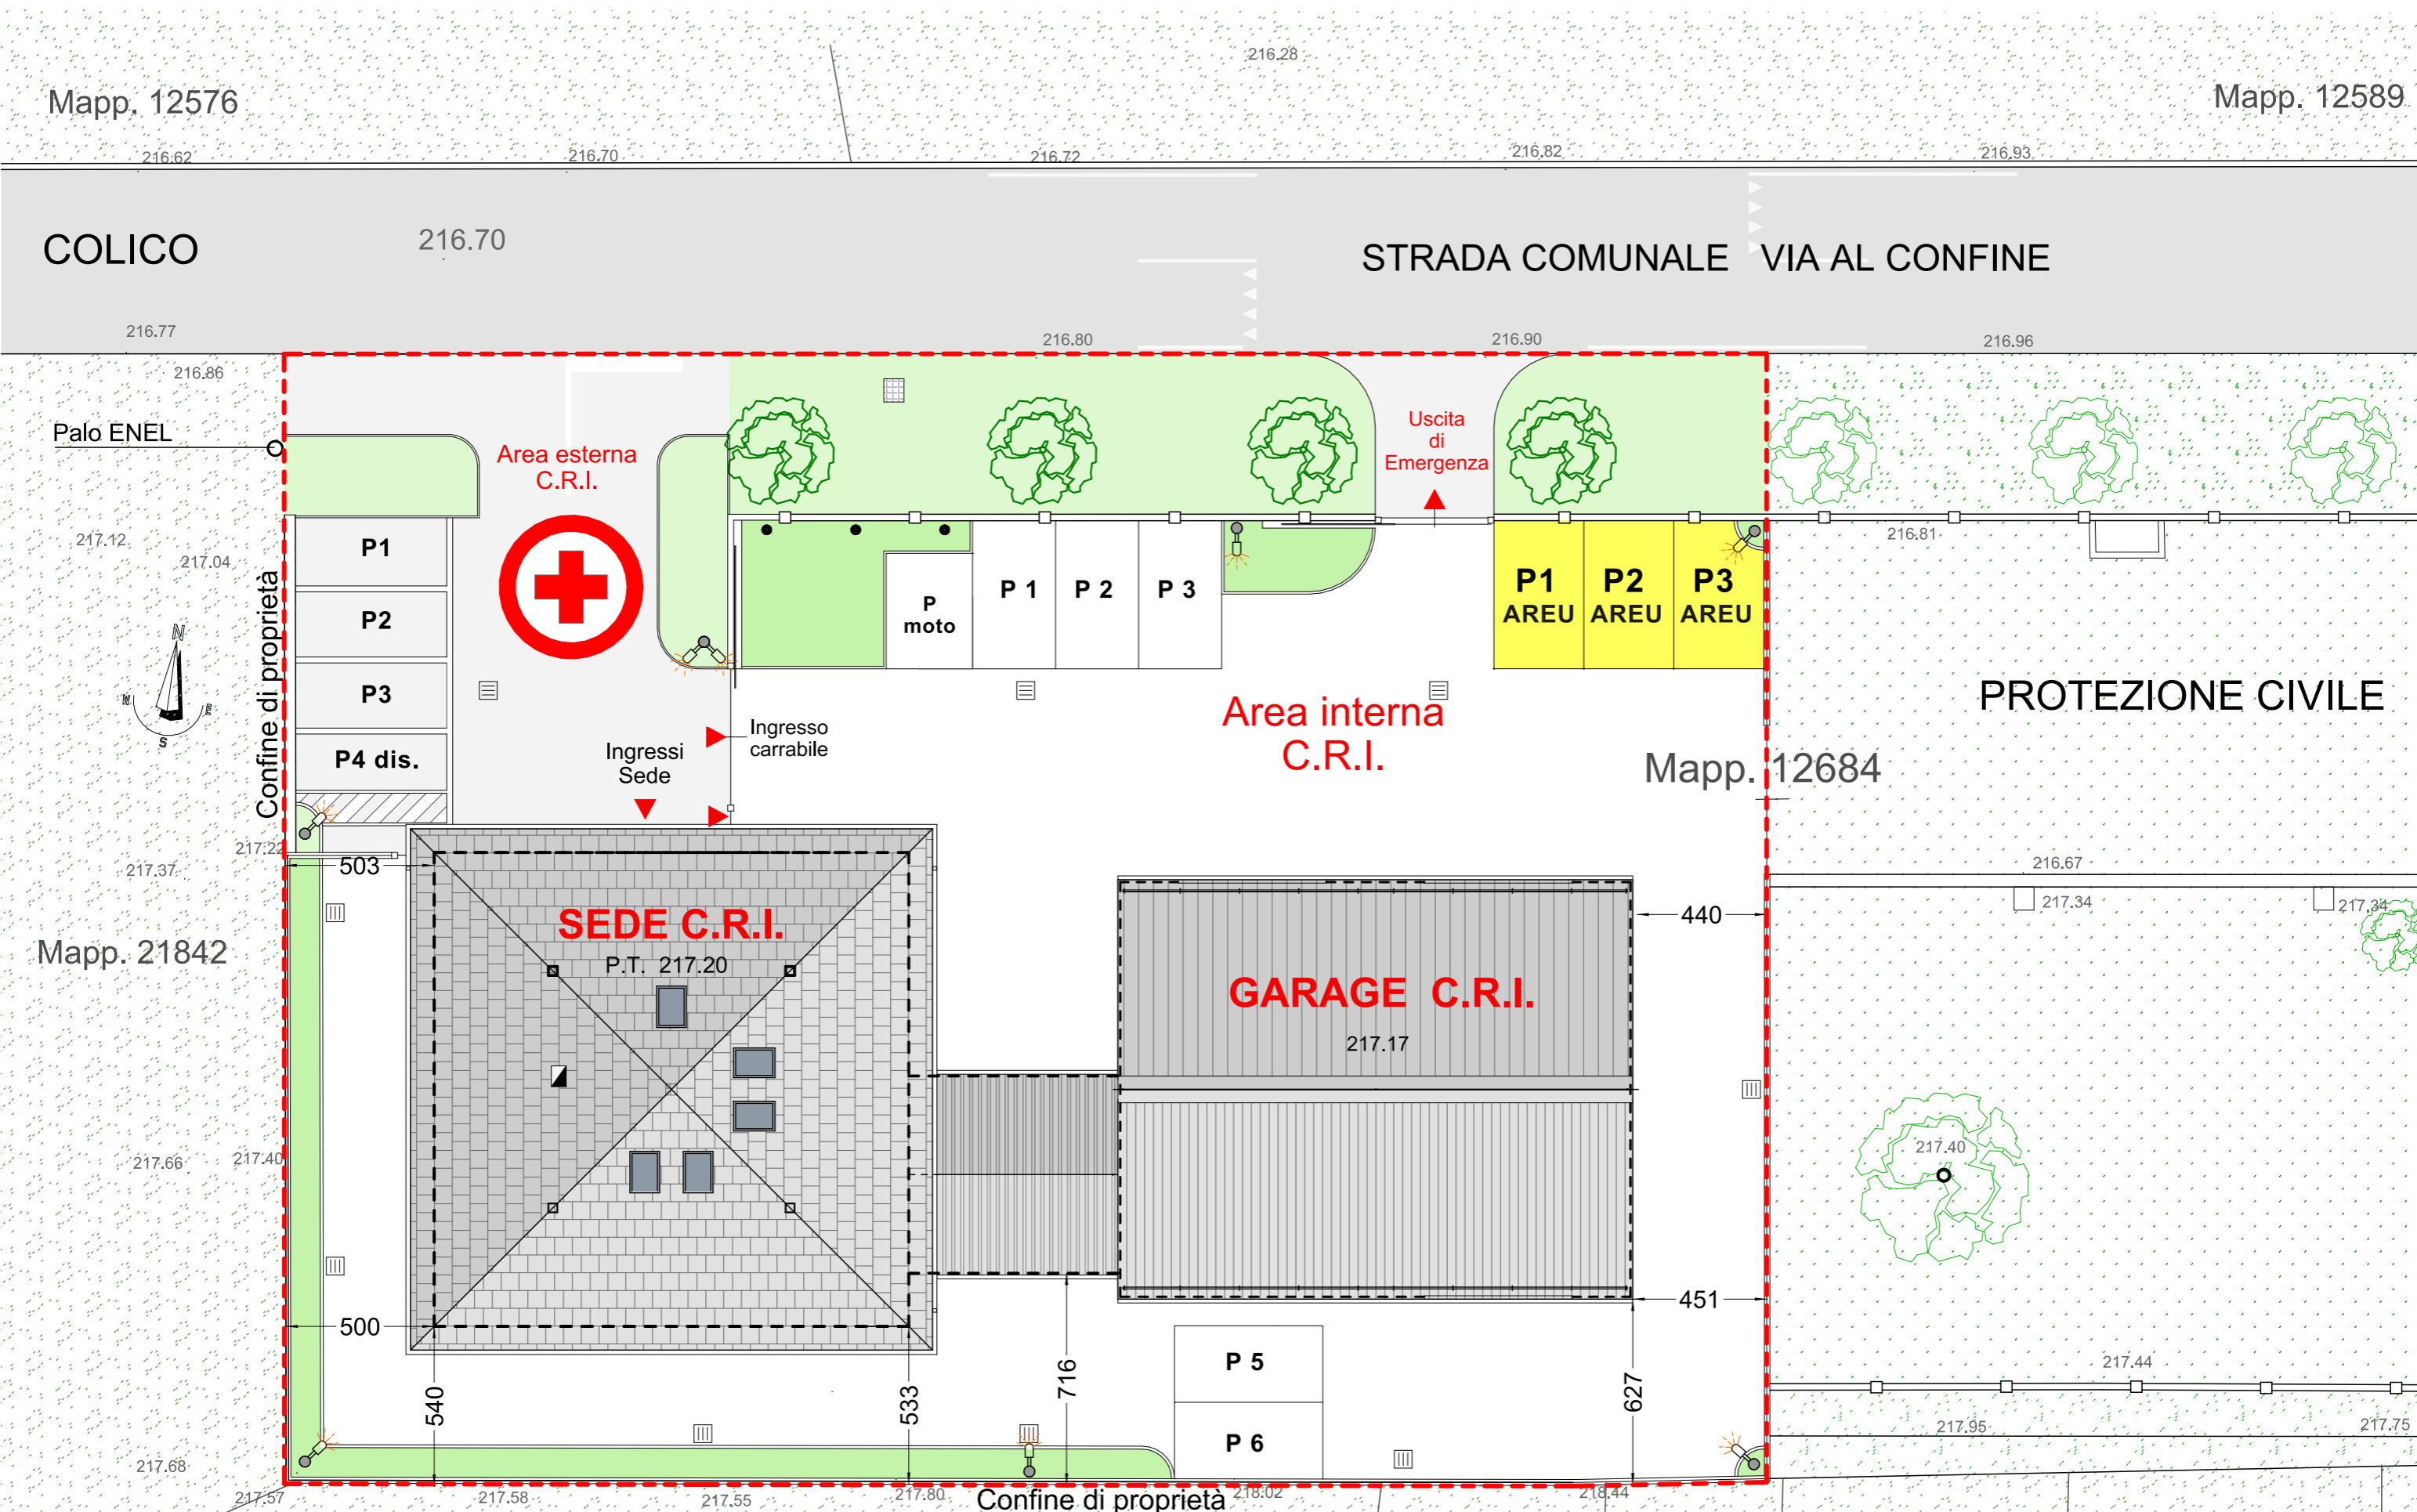 216.28
Mapp. 12576
Mapp. 12589
216.62
216.70
216.72
216.82
216.93
COLICO
216.70
STRADA COMUNALE VIA AL CONFINE
216.77
216.80
216.90
216.96
216.86
Palo ENEL
Area esterna
C.R.I.
Uscita
di
Emergenza
217.12
217.04
216.81
P1
P2
P3
P4 dis.
P
moto
P 1
P 2
P 3
P1
AREU
P2
AREU
P3
AREU
N
W
E
S
Confine di proprietà
Area interna
C.R.I.
PROTEZIONE CIVILE
Ingresso
carrabile
Ingressi
Sede
Mapp. 12684
217.22
503
217.37
216.67
217.34
217.34
440
SEDE C.R.I.
P.T. 217.20
Mapp. 21842
GARAGE C.R.I.
217.17
217.66
217.40
217.40
500
451
540
533
716
627
P 5
P 6
217.44
217.95
217.75
217.68
217.57
217.58
217.55
217.80
Confine di proprietà
218.02
218.44